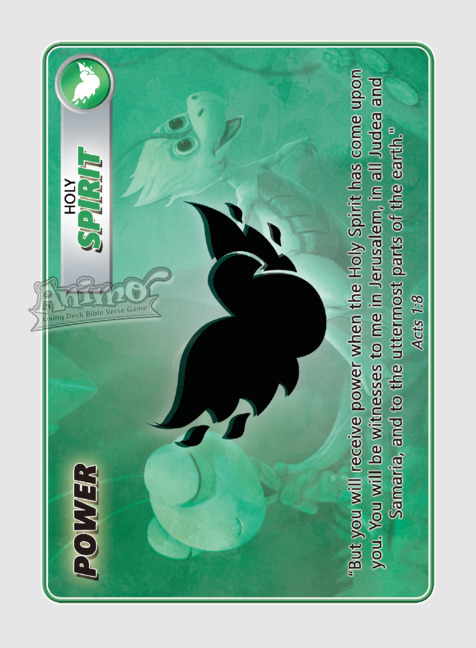 POWER
HOLY
SPIRIT
Animor
Living Deck Bible Verse Game
"But you will receive power when the Holy Spirit has come upon
you. You will be witnesses to me in Jerusalem, in all Judea and
Samaria, and to the uttermost parts of the earth."
Acts 1:8